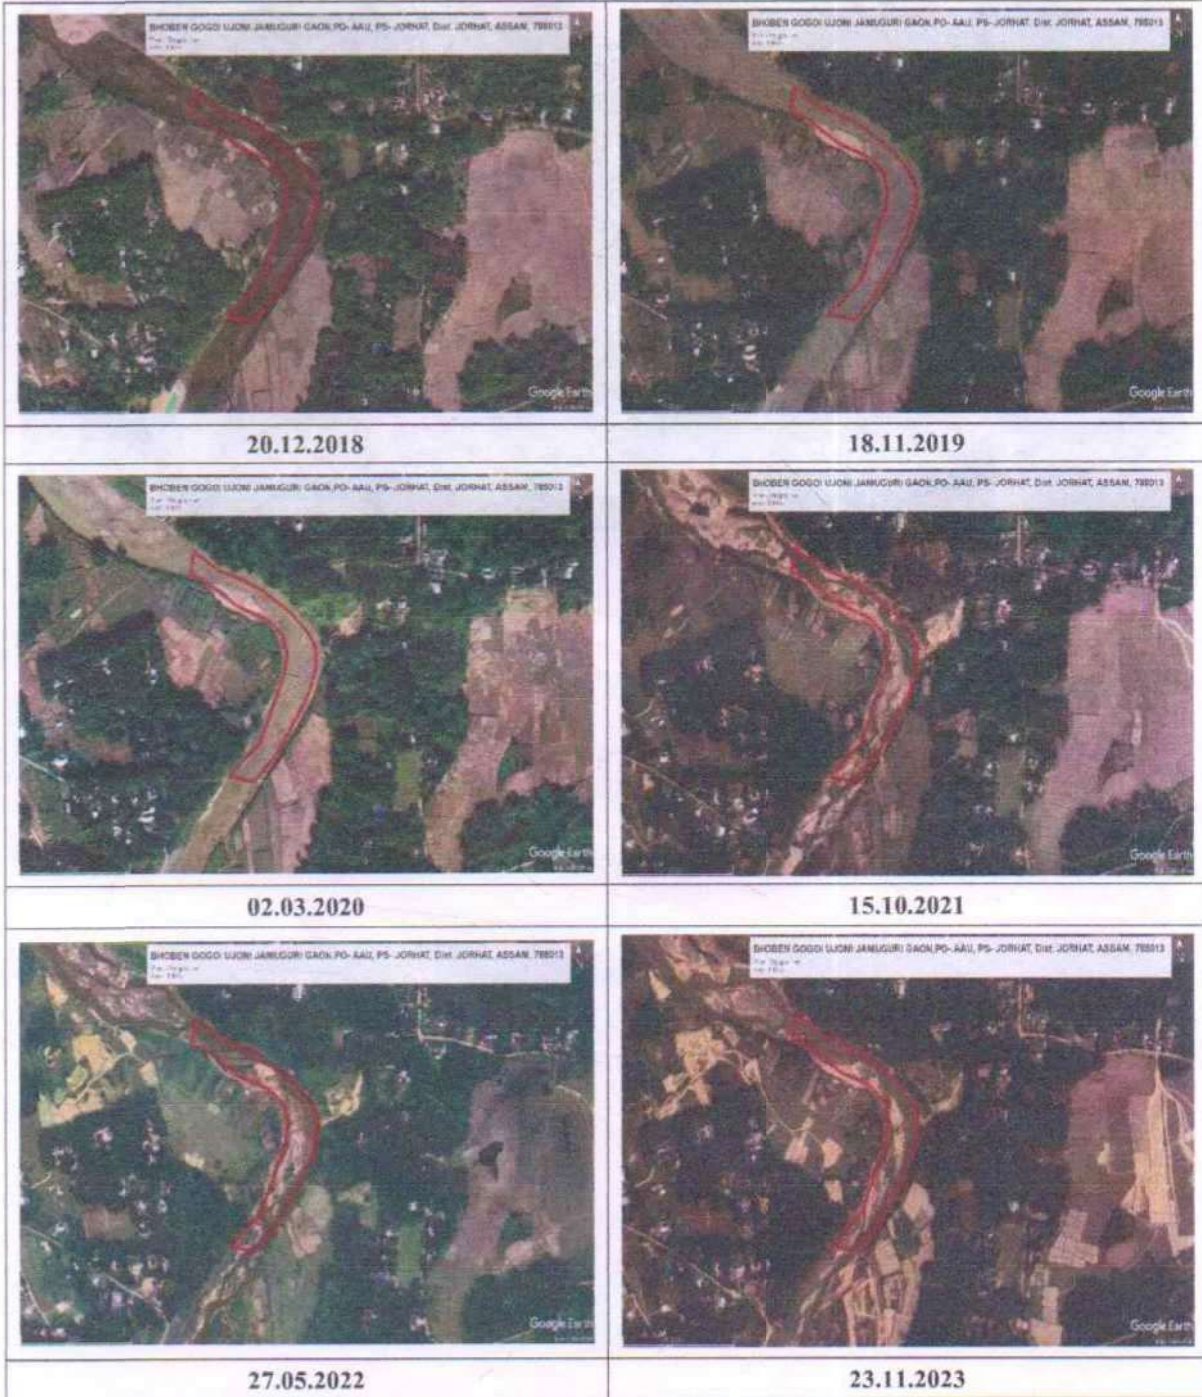 BHOBEN GOGOI UJONI JAMUGURI GAON,PO- AAU, PS- JORHAT, Dist. JORHAT, ASSAM, 785013
BHOBEN GOGOI UJONI JAMUGURI GAON,PO- AAU, PS- JORHAT, Dist. JORHAT, ASSAM, 785013
Google Earth
Google Earth
20.12.2018
18.11.2019
BHOBEN GOGOI UJONI JAMUGURI GAON,PO- AAU, PS- JORHAT, Dist. JORHAT, ASSAM, 785013
BHOBEN GOGOI UJONI JAMUGURI GAON,PO- AAU, PS- JORHAT, Dist. JORHAT, ASSAM, 785013
Google Earth
Google Earth
02.03.2020
15.10.2021
BHOBEN GOGOI UJONI JAMUGURI GAON,PO- AAU, PS- JORHAT, Dist. JORHAT, ASSAM, 785013
BHOBEN GOGOI UJONI JAMUGURI GAON,PO- AAU, PS- JORHAT, Dist. JORHAT, ASSAM, 785013
Google Earth
Google Earth
27.05.2022
23.11.2023